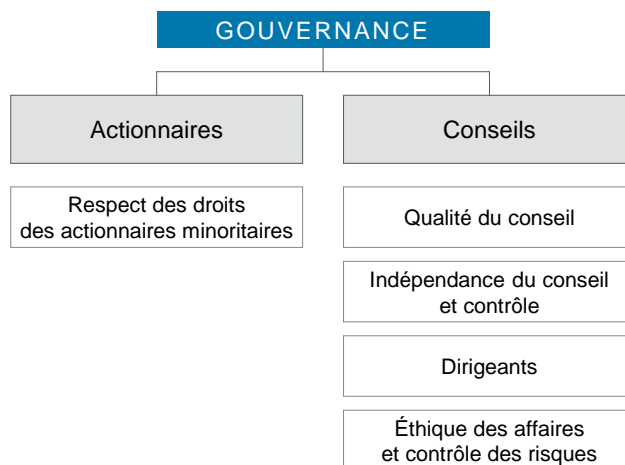 GOUVERNANCE
Actionnaires
Conseils
Respect des droits
des actionnaires minoritaires
Qualité du conseil
Indépendance du conseil
et contrôle
Dirigeants
Éthique des affaires
et contrôle des risques